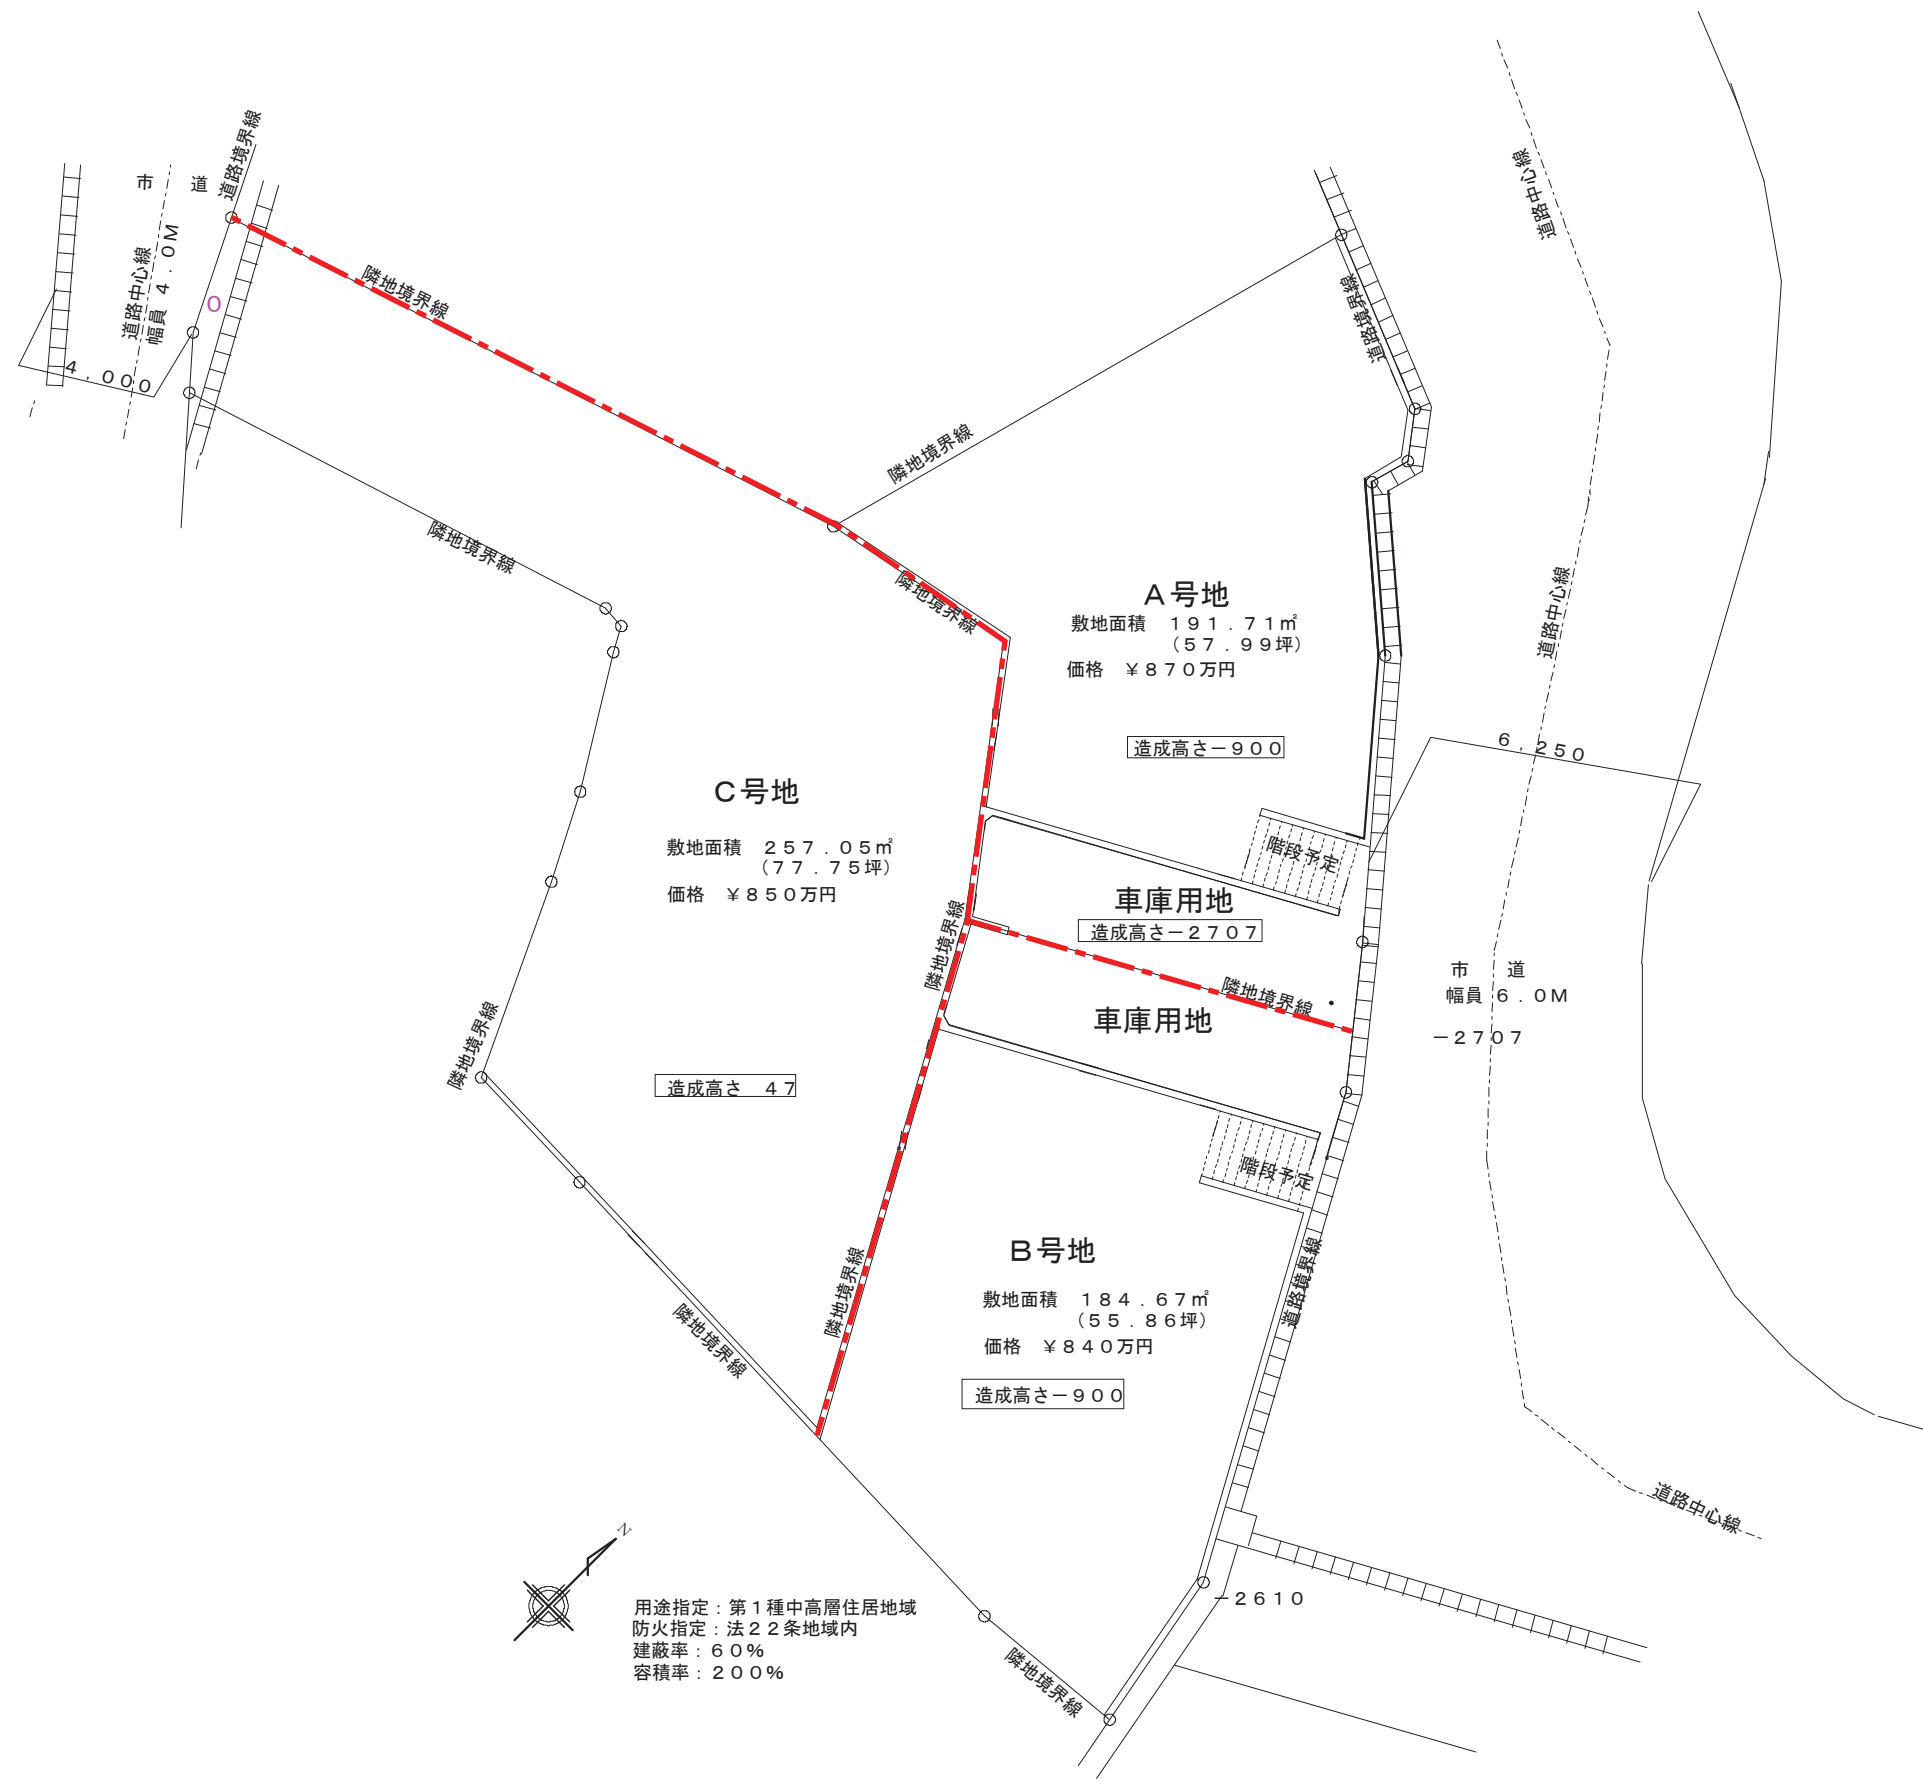 道路境界線
市　道
道路中心線
幅員 ４．０Ｍ
0
４，０００
隣地境界線
隣地境界線
隣地境界線
隣地境界線
道路境界線
道路中心線
道路中心線
Ａ号地
敷地面積　１９１．７１㎡
（５７．９９坪）
価格　￥８７０万円
造成高さ－９００
６，２５０
階段予定
車庫用地
造成高さ－２７０７
隣地境界線
車庫用地
階段予定
市　道
幅員 ６．０Ｍ
－２７０７
Ｃ号地
敷地面積　２５７．０５㎡
（７７．７５坪）
価格　￥８５０万円
隣地境界線
隣地境界線
造成高さ　４７
隣地境界線
隣地境界線
Ｂ号地
敷地面積　１８４．６７㎡
（５５．８６坪）
価格　￥８４０万円
造成高さ－９００
道路境界線
道路中心線
－２６１０
隣地境界線
N
用途指定：第１種中高層住居地域
防火指定：法２２条地域内
建蔽率：６０％
容積率：２００％